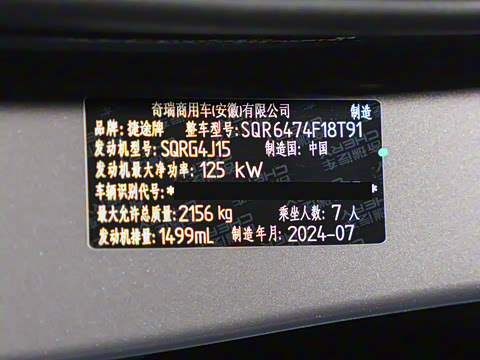 奇瑞商用车(安徽)有限公司 制造
品牌: 捷途牌 整车型号: SQR6474F18T91
发动机型号: SQRG4J15 制造国: 中国
发动机最大净功率: 125 kW
车辆识别代号: *
最大允许总质量: 2156 kg 乘坐人数: 7 人
发动机排量: 1499mL 制造年月: 2024-07